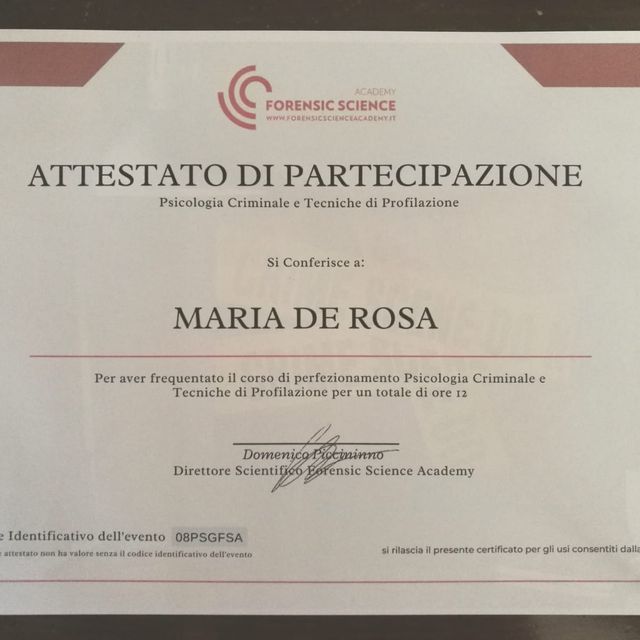 ACADEMY
FORENSIC SCIENCE
WWW.FORENSICSCIENCEACADEMY.IT
ATTESTATO DI PARTECIPAZIONE
Psicologia Criminale e Tecniche di Profilazione
Si Conferisce a:
MARIA DE ROSA
Per aver frequentato il corso di perfezionamento Psicologia Criminale e
Tecniche di Profilazione per un totale di ore 12
Domenico Piccininno
Direttore Scientifico Forensic Science Academy
e Identificativo dell'evento 08PSGFSA
e attestato non ha valore senza il codice identificativo dell'evento
si rilascia il presente certificato per gli usi consentiti dalla